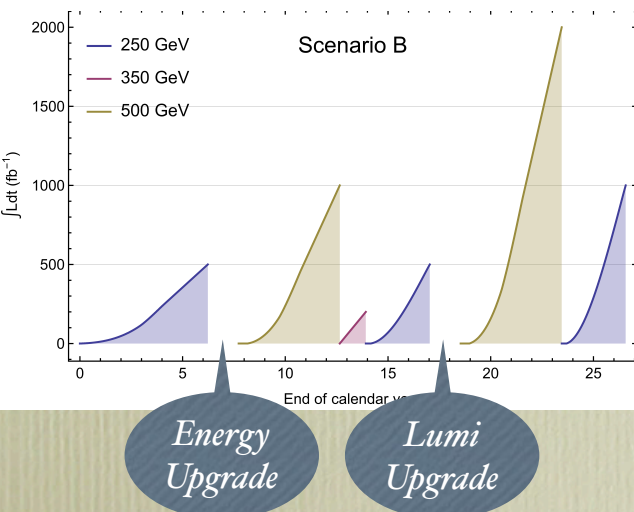 Scenario B
250 GeV
350 GeV
500 GeV
∫Ldt (fb⁻¹)
2000
1500
1000
500
0
0 5 10 15 20 25
End of calendar
Energy
Upgrade
Lumi
Upgrade